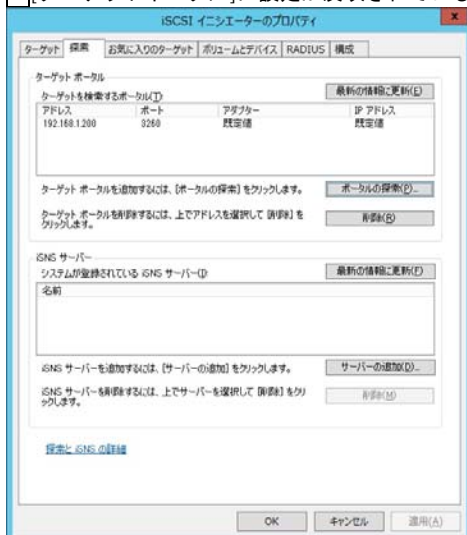 iSCSI イニシエーターのプロパティ
ターゲット 探索 お気に入りのターゲット ボリュームとデバイス RADIUS 構成
ターゲット ポータル
ターゲットを検索するポータル(T)
最新の情報に更新(E)
アドレス ポート アダプター IP アドレス
192.168.1.200 3260 既定値 既定値
ターゲット ポータルを追加するには、[ポータルの探索] をクリックします。
ポータルの探索(P)...
ターゲット ポータルを削除するには、上でアドレスを選択して [削除] を
クリックします。
削除(R)
iSNS サーバー
システムが登録されている iSNS サーバー(I):
最新の情報に更新(F)
名前
iSNS サーバーを追加するには、[サーバーの追加] をクリックします。
サーバーの追加(D)...
iSNS サーバーを削除するには、上でサーバーを選択して [削除] をクリ
ックします。
削除(M)
探索と iSNS の詳細
OK キャンセル 適用(A)